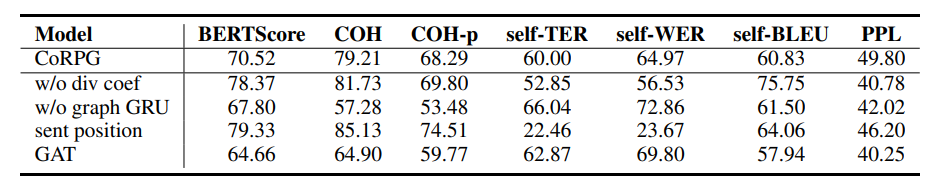 Model BERTScore COH COH-p self-TER self-WER self-BLEU PPL
CoRPG 70.52 79.21 68.29 60.00 64.97 60.83 49.80
w/o div coef 78.37 81.73 69.80 52.85 56.53 75.75 40.78
w/o graph GRU 67.80 57.28 53.48 66.04 72.86 61.50 42.02
sent position 79.33 85.13 74.51 22.46 23.67 64.06 46.20
GAT 64.66 64.90 59.77 62.87 69.80 57.94 40.25